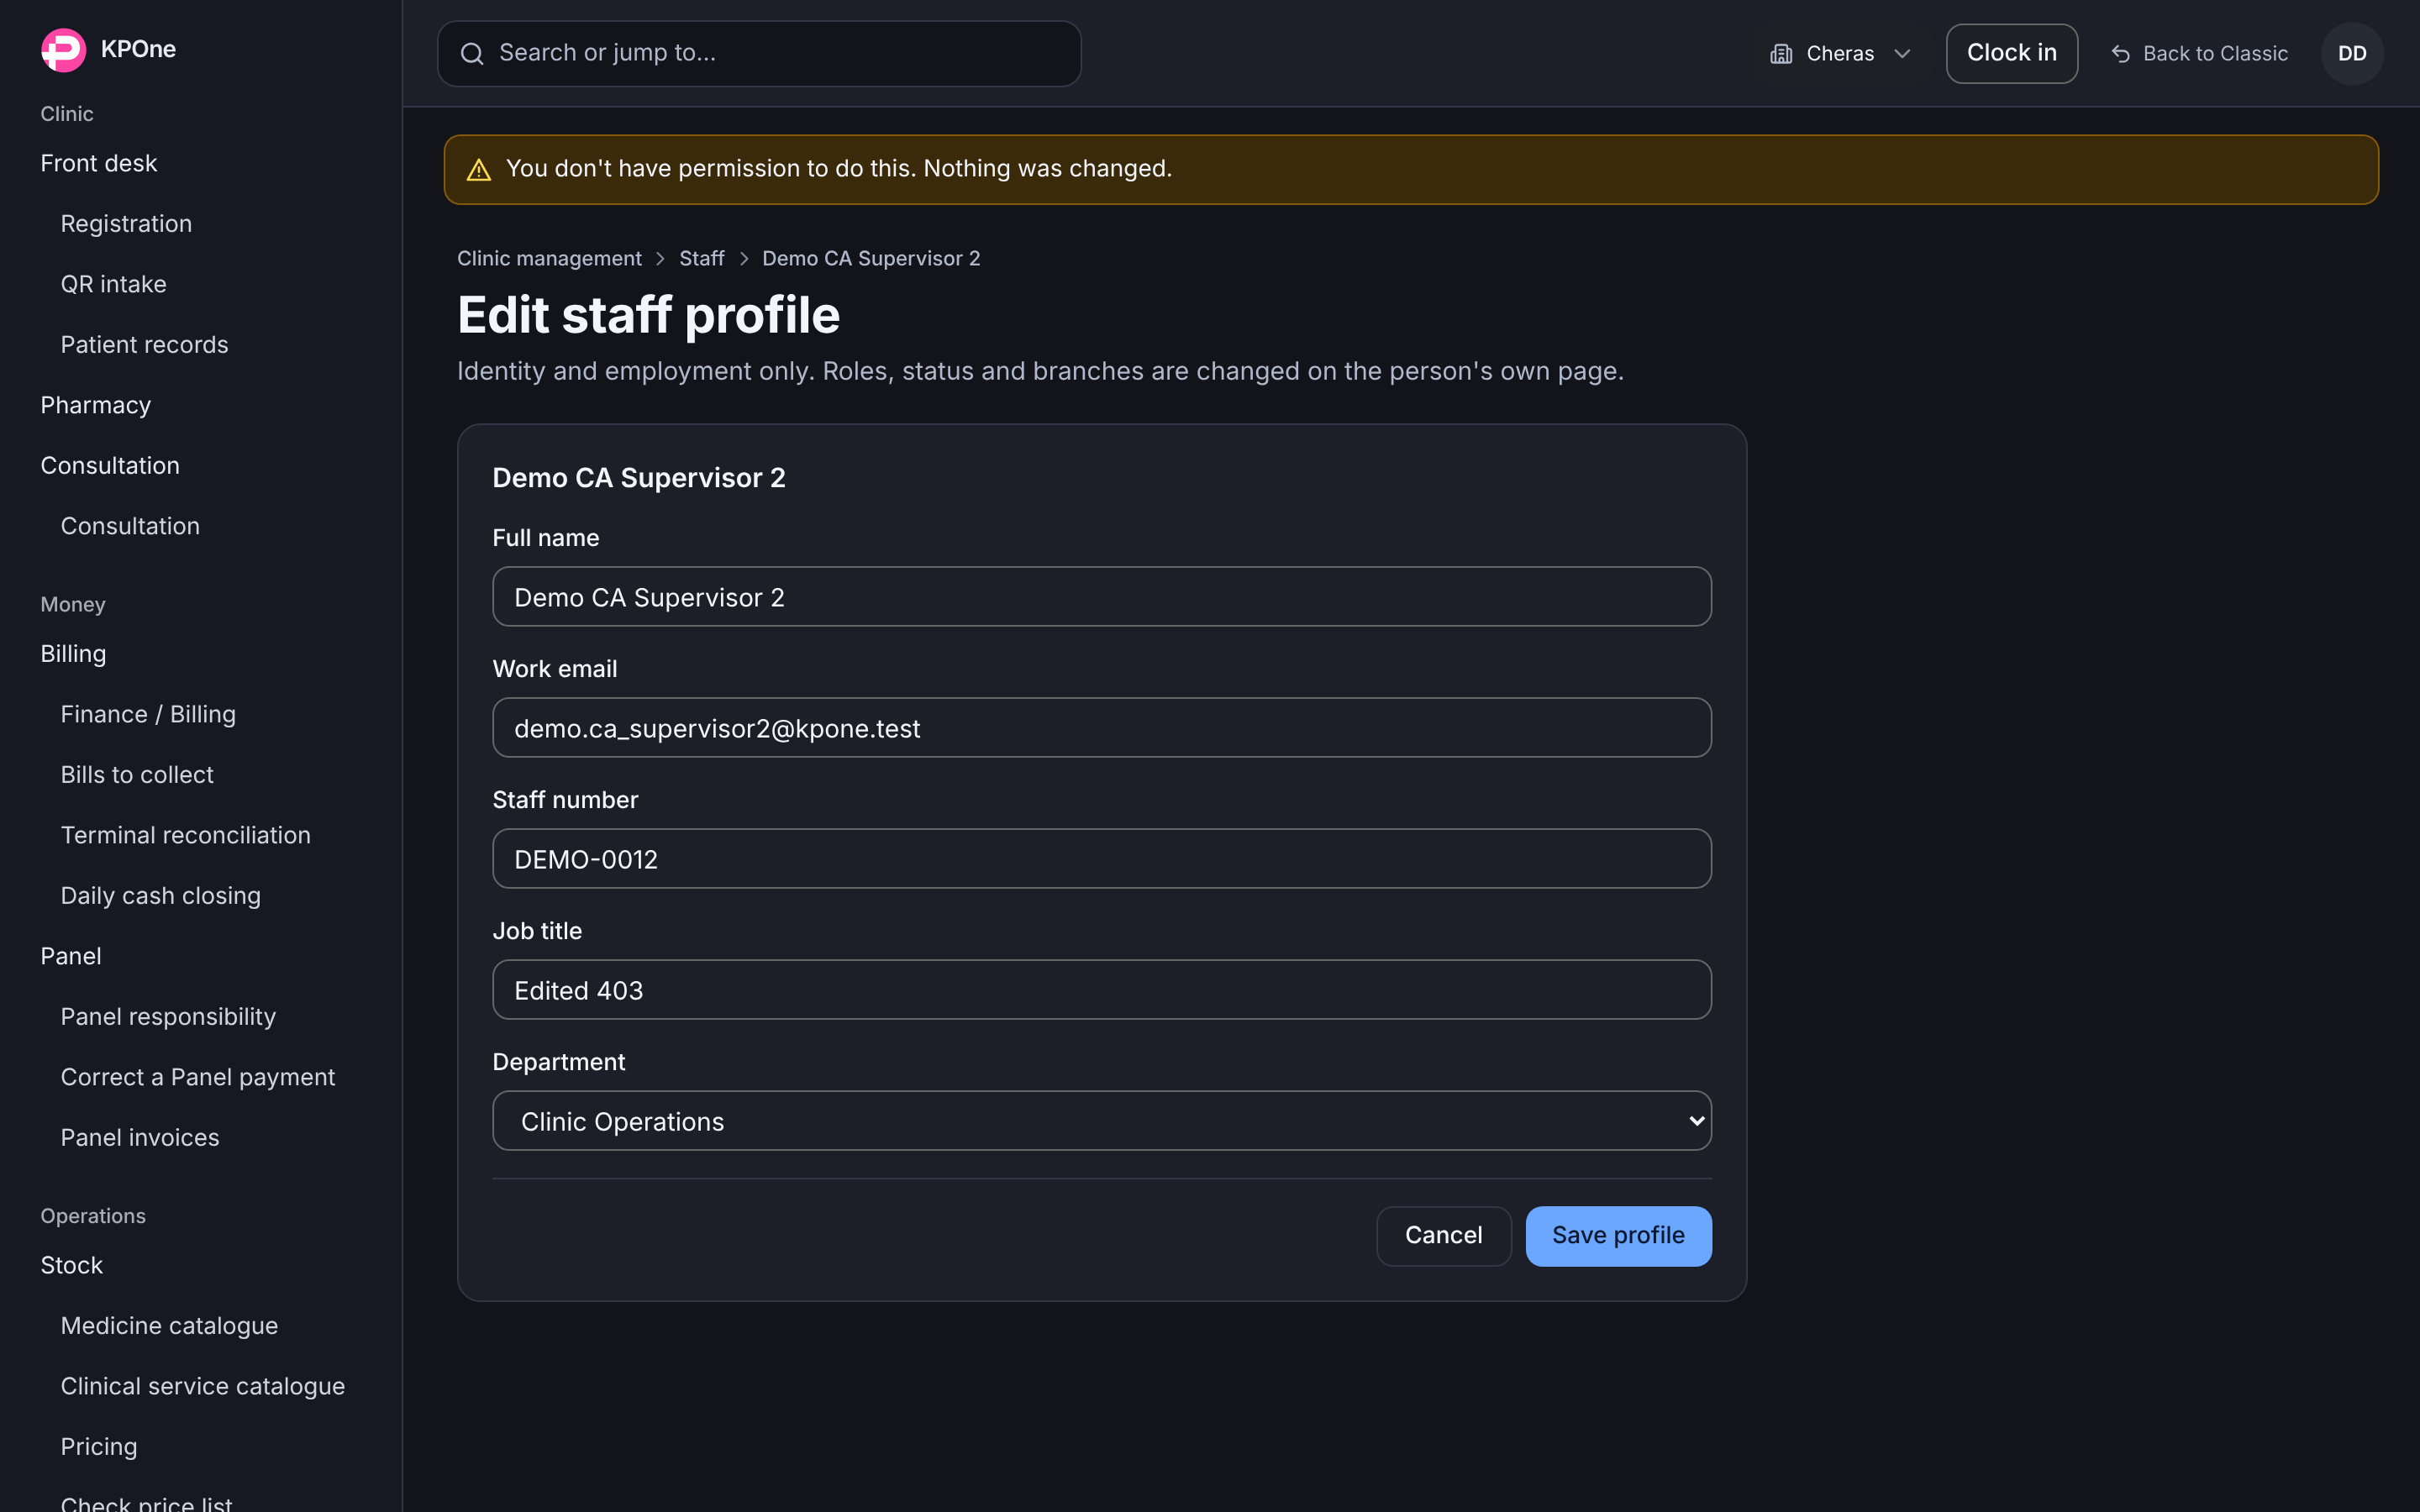 KPOne
Clinic
Front desk
Registration
QR intake
Patient records
Pharmacy
Consultation
Consultation
Money
Billing
Finance / Billing
Bills to collect
Terminal reconciliation
Daily cash closing
Panel
Panel responsibility
Correct a Panel payment
Panel invoices
Operations
Stock
Medicine catalogue
Clinical service catalogue
Pricing
Check price list
Search or jump to...
Cheras
Clock in
Back to Classic
DD
You don't have permission to do this. Nothing was changed.
Clinic management > Staff > Demo CA Supervisor 2
Edit staff profile
Identity and employment only. Roles, status and branches are changed on the person's own page.
Demo CA Supervisor 2
Full name
Demo CA Supervisor 2
Work email
demo.ca_supervisor2@kpone.test
Staff number
DEMO-0012
Job title
Edited 403
Department
Clinic Operations
Cancel
Save profile